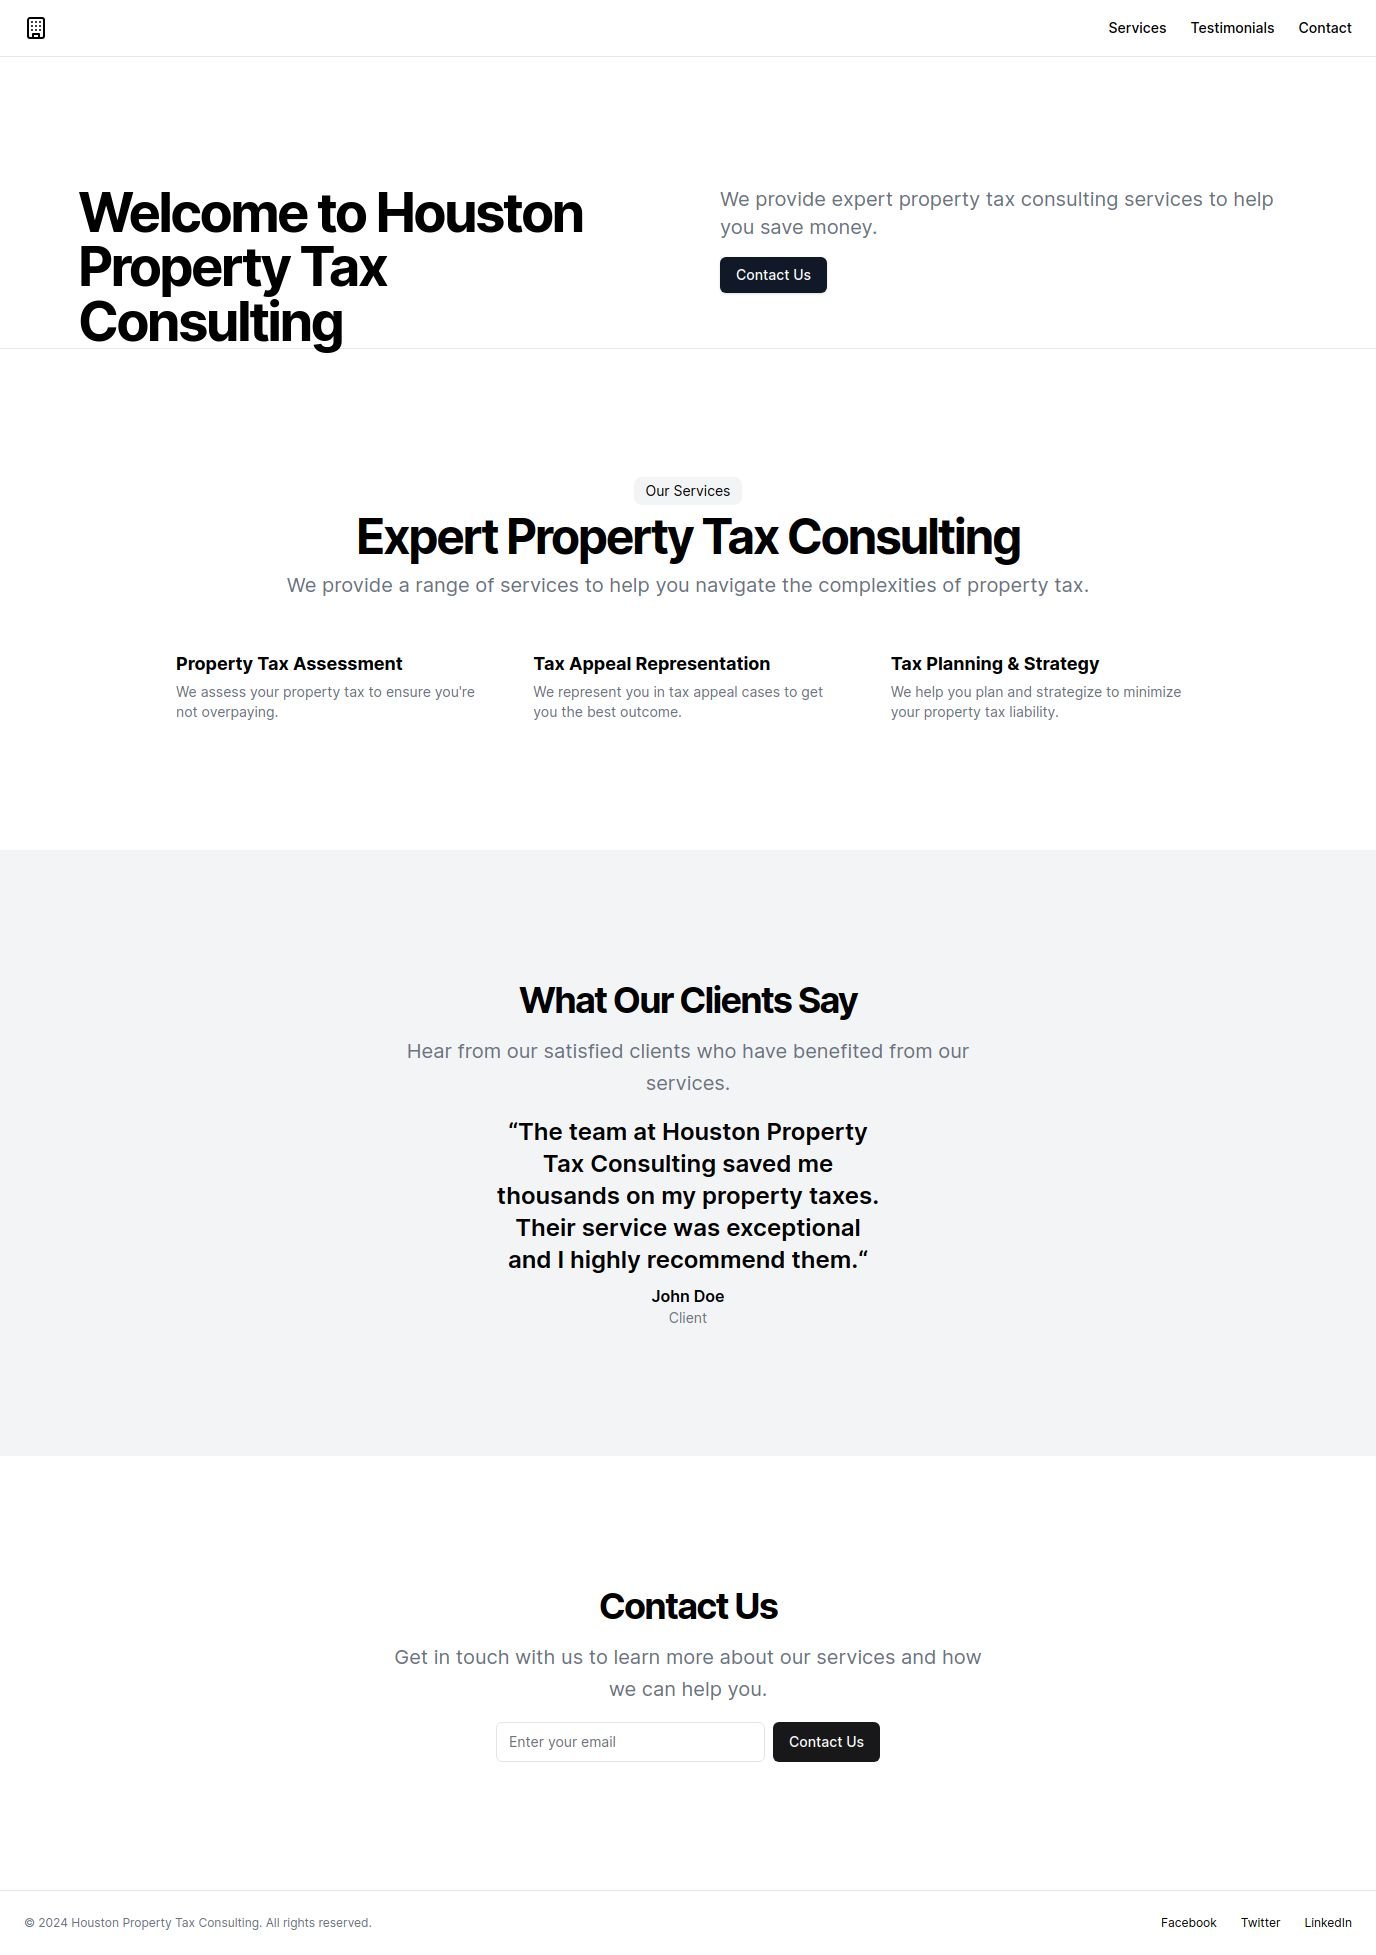 Services Testimonials Contact
Welcome to Houston
Property Tax
Consulting
We provide expert property tax consulting services to help
you save money.
Contact Us
Our Services
Expert Property Tax Consulting
We provide a range of services to help you navigate the complexities of property tax.
Property Tax Assessment
We assess your property tax to ensure you're
not overpaying.
Tax Appeal Representation
We represent you in tax appeal cases to get
you the best outcome.
Tax Planning & Strategy
We help you plan and strategize to minimize
your property tax liability.
What Our Clients Say
Hear from our satisfied clients who have benefited from our
services.
“The team at Houston Property
Tax Consulting saved me
thousands on my property taxes.
Their service was exceptional
and I highly recommend them.“
John Doe
Client
Contact Us
Get in touch with us to learn more about our services and how
we can help you.
Enter your email
Contact Us
© 2024 Houston Property Tax Consulting. All rights reserved.
Facebook Twitter LinkedIn